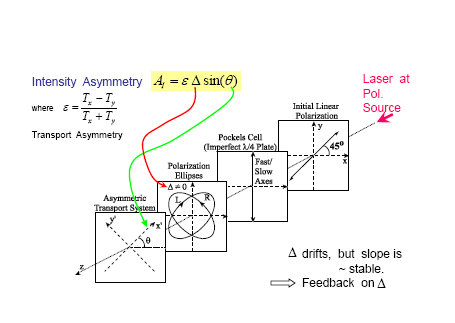 Intensity Asymmetry A_I = ε Δ sin(θ)
where ε = (T_x − T_y) / (T_x + T_y)
Transport Asymmetry
Laser at
Pol.
Source
Initial Linear
Polarization
y
45°
x
Pockels Cell
(Imperfect λ/4 Plate)
Fast/
Slow
Axes
Polarization
Ellipses
Δ≠0
L
R
Asymmetric
Transport System
y'
x'
θ
z
Δ drifts, but slope is
~ stable.
Feedback on Δ